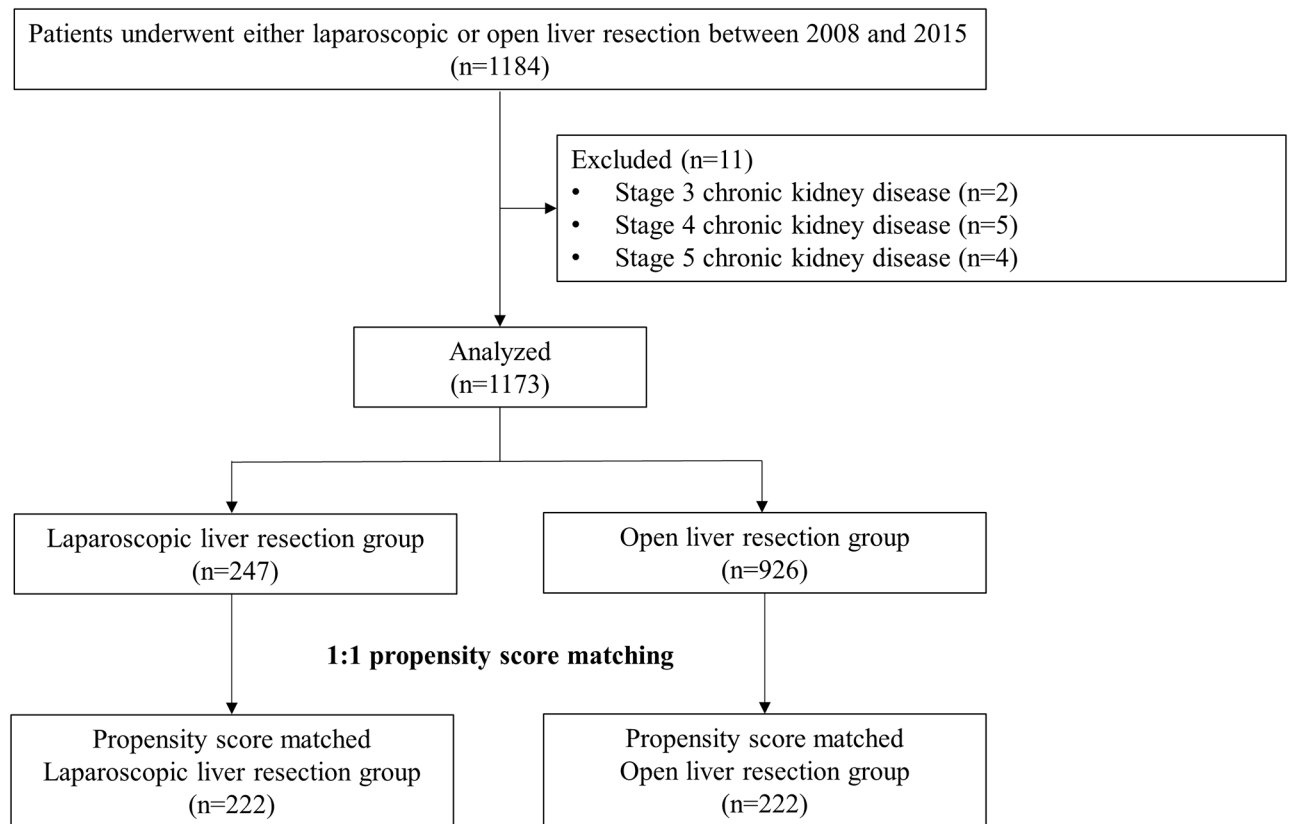 Patients underwent either laparoscopic or open liver resection between 2008 and 2015
(n=1184)
Excluded (n=11)
• Stage 3 chronic kidney disease (n=2)
• Stage 4 chronic kidney disease (n=5)
• Stage 5 chronic kidney disease (n=4)
Analyzed
(n=1173)
Laparoscopic liver resection group
(n=247)
Open liver resection group
(n=926)
1:1 propensity score matching
Propensity score matched
Laparoscopic liver resection group
(n=222)
Propensity score matched
Open liver resection group
(n=222)